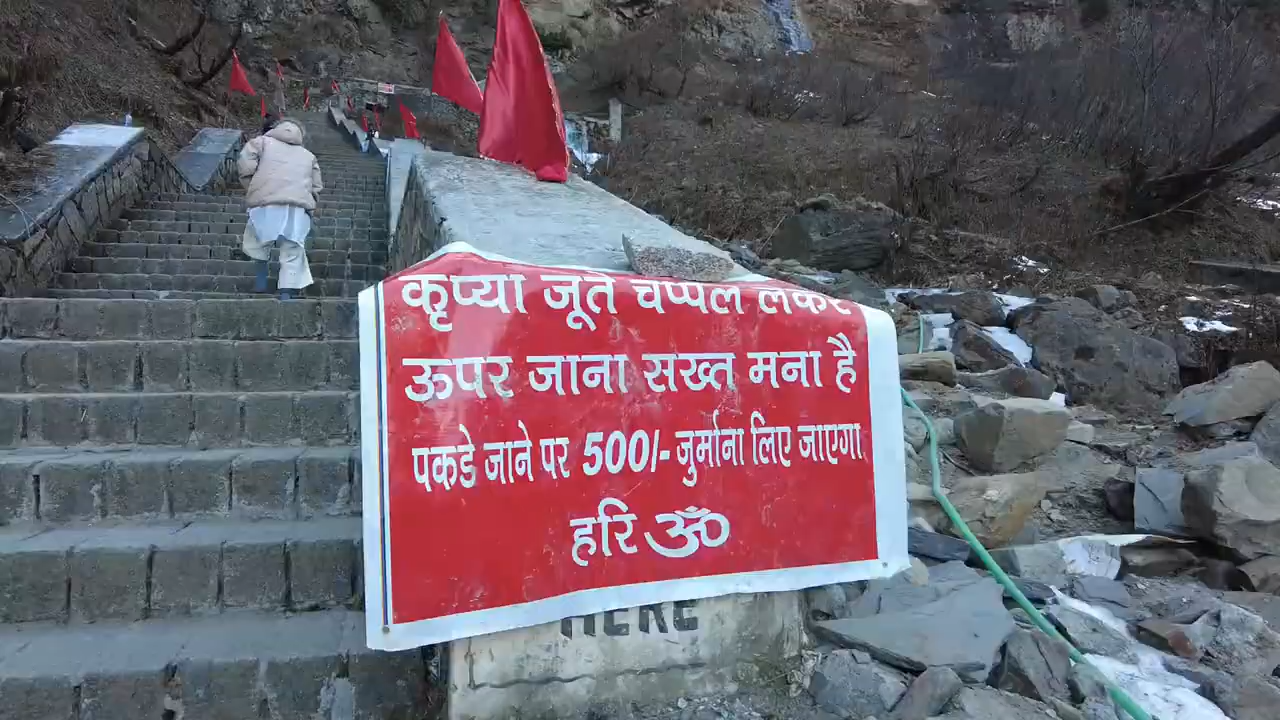 कृप्या जूते चप्पल लेकर
ऊपर जाना सख्त मना है
पकडे जाने पर 500/- जुर्माना लिए जाएगा
हरि ॐ
HERE